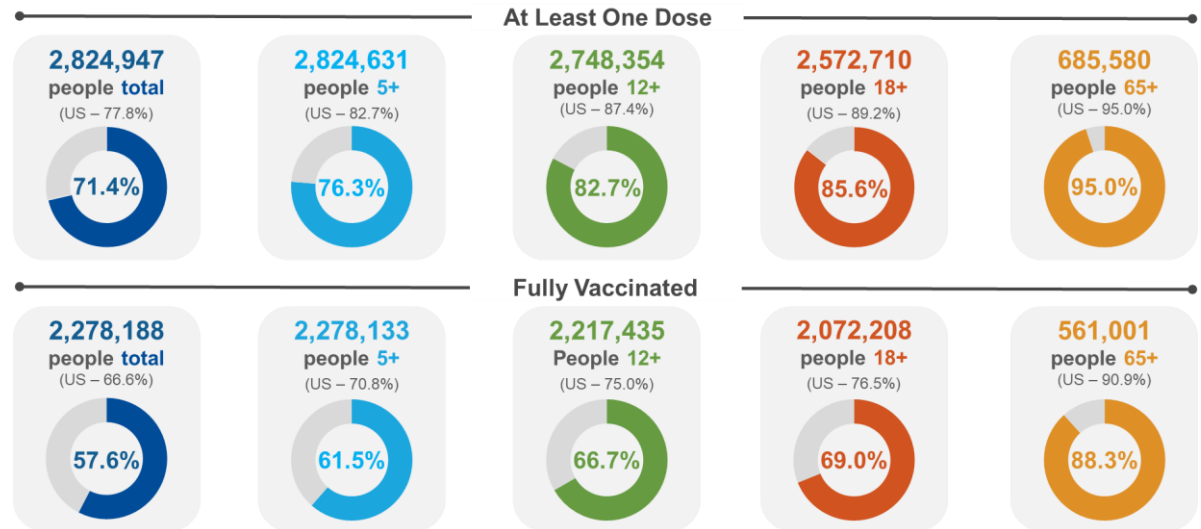 At Least One Dose
2,824,947
people total
(US – 77.8%)
71.4%
2,824,631
people 5+
(US – 82.7%)
76.3%
2,748,354
people 12+
(US – 87.4%)
82.7%
2,572,710
people 18+
(US – 89.2%)
85.6%
685,580
people 65+
(US – 95.0%)
95.0%
Fully Vaccinated
2,278,188
people total
(US – 66.6%)
57.6%
2,278,133
people 5+
(US – 70.8%)
61.5%
2,217,435
People 12+
(US – 75.0%)
66.7%
2,072,208
people 18+
(US – 76.5%)
69.0%
561,001
people 65+
(US – 90.9%)
88.3%